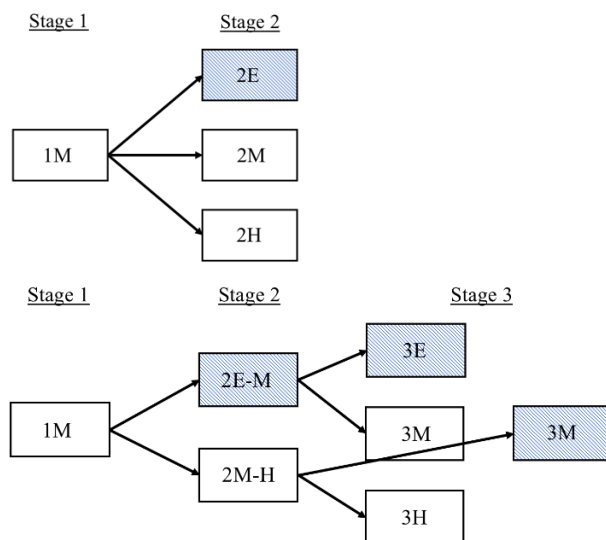 Stage 1 Stage 2
2E
1M 2M
2H
Stage 1 Stage 2 Stage 3
3E
2E-M
1M 3M 3M
2M-H
3H